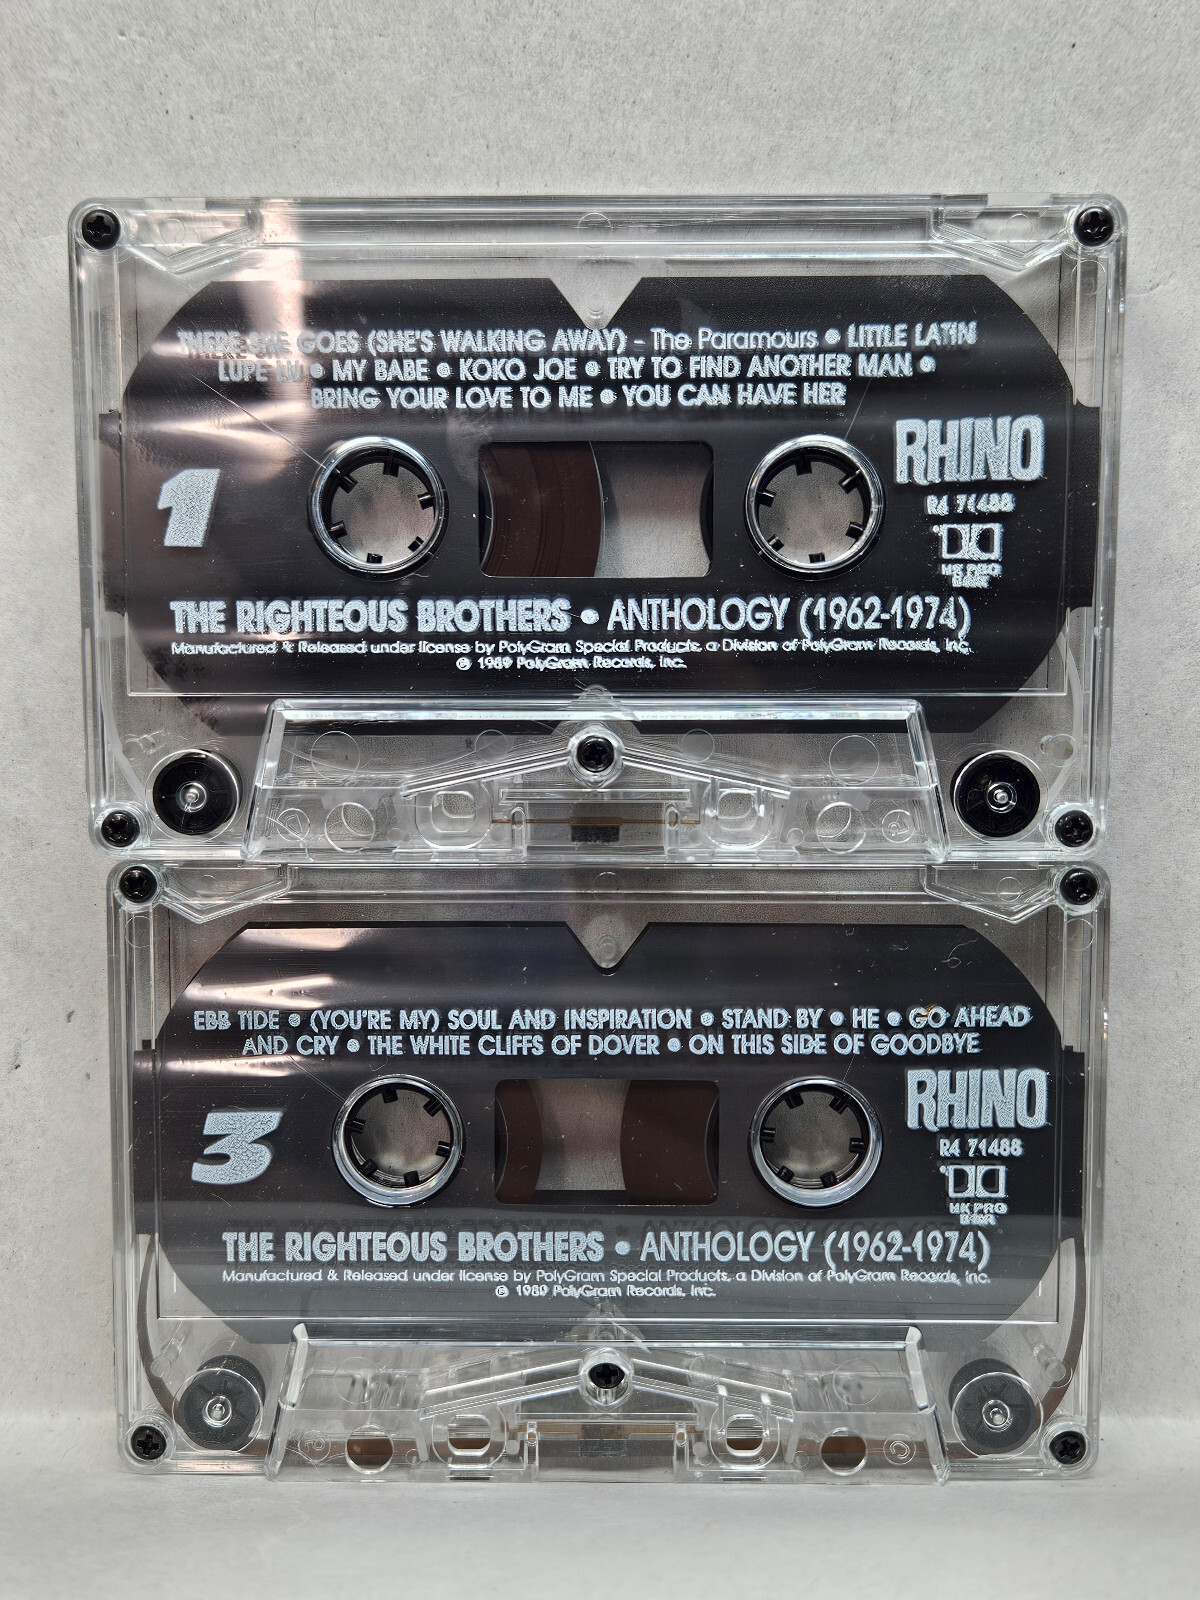 THERE SHE GOES (SHE'S WALKING AWAY) - The Paramours • LITTLE LATIN
LUPE LU • MY BABE • KOKO JOE • TRY TO FIND ANOTHER MAN •
BRING YOUR LOVE TO ME • YOU CAN HAVE HER
RHINO
R4 71488
1
HX PRO
THE RIGHTEOUS BROTHERS • ANTHOLOGY (1962-1974)
Manufactured & Released under license by PolyGram Special Products, a Division of PolyGram Records, Inc.
℗ 1989 PolyGram Records, Inc.
EBB TIDE • (YOU'RE MY) SOUL AND INSPIRATION • STAND BY • HE • GO AHEAD
AND CRY • THE WHITE CLIFFS OF DOVER • ON THIS SIDE OF GOODBYE
RHINO
R4 71488
3
HX PRO
THE RIGHTEOUS BROTHERS • ANTHOLOGY (1962-1974)
Manufactured & Released under license by PolyGram Special Products, a Division of PolyGram Records, Inc.
℗ 1989 PolyGram Records, Inc.